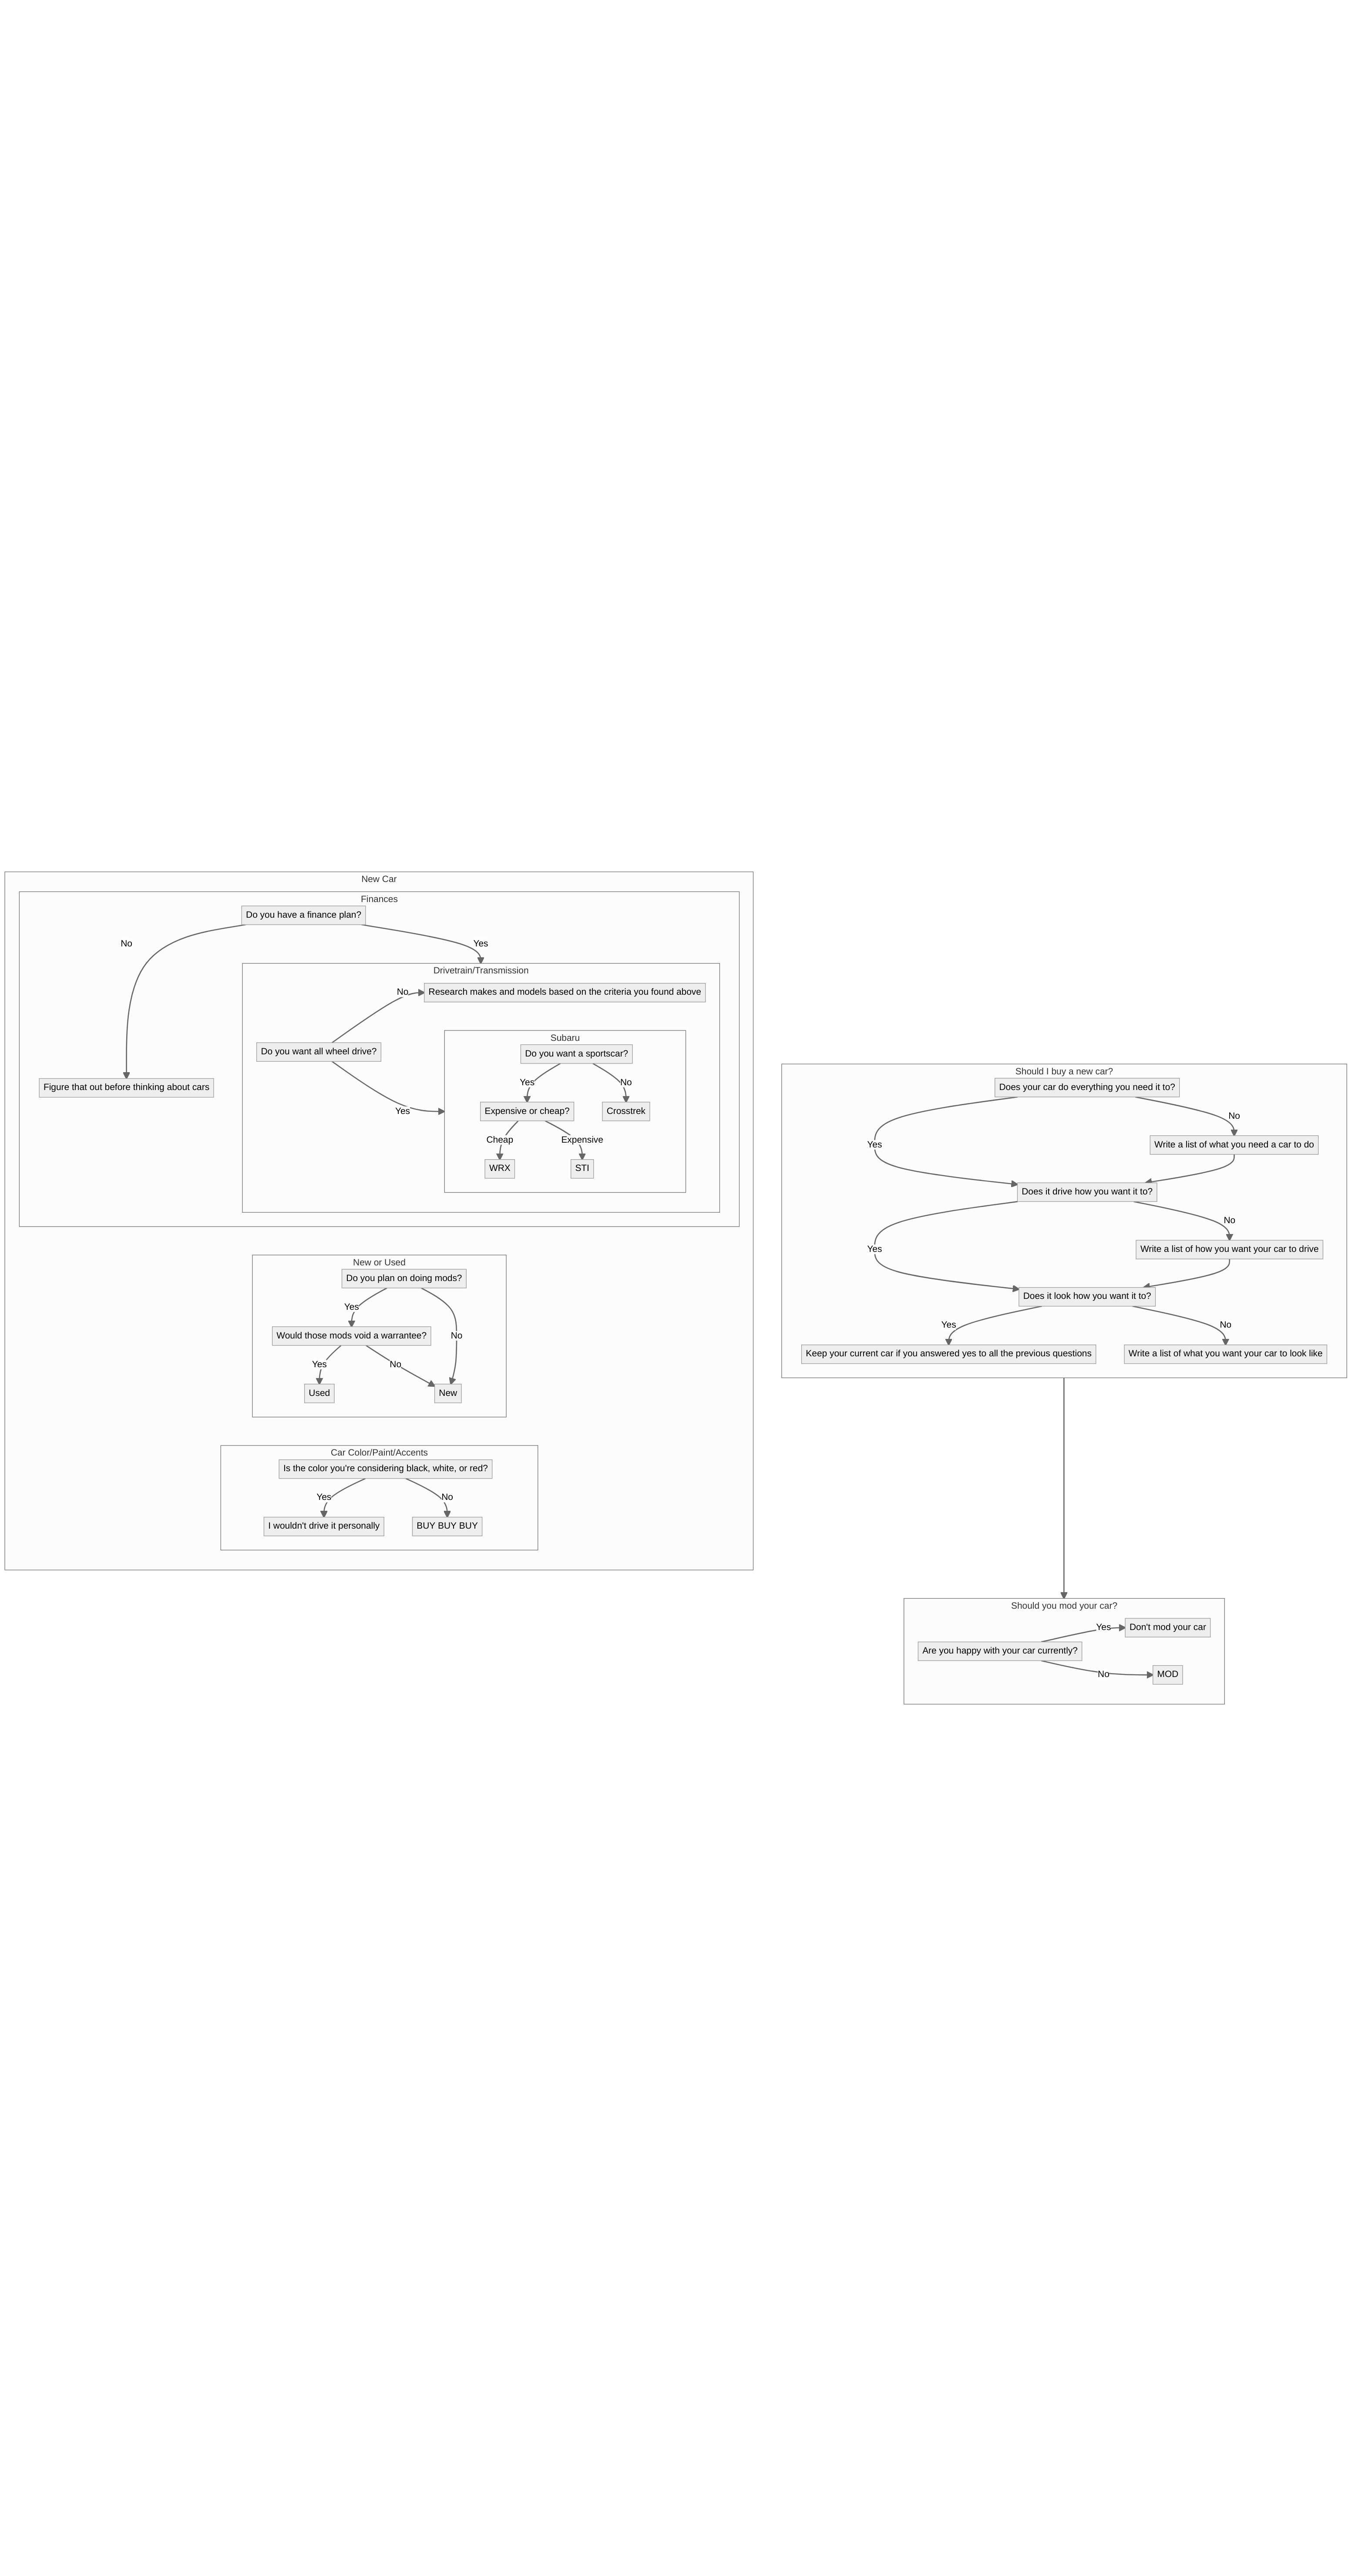 New Car
Finances
Do you have a finance plan?
No
Yes
Drivetrain/Transmission
No
Research makes and models based on the criteria you found above
Do you want all wheel drive?
Yes
Subaru
Do you want a sportscar?
Yes
No
Expensive or cheap?
Crosstrek
Cheap
Expensive
WRX
STI
Figure that out before thinking about cars
New or Used
Do you plan on doing mods?
Yes
No
Would those mods void a warrantee?
Yes
No
Used
New
Car Color/Paint/Accents
Is the color you're considering black, white, or red?
Yes
No
I wouldn't drive it personally
BUY BUY BUY
Should I buy a new car?
Does your car do everything you need it to?
No
Yes
Write a list of what you need a car to do
Does it drive how you want it to?
No
Yes
Write a list of how you want your car to drive
Does it look how you want it to?
Yes
No
Keep your current car if you answered yes to all the previous questions
Write a list of what you want your car to look like
Should you mod your car?
Yes
Don't mod your car
Are you happy with your car currently?
No
MOD